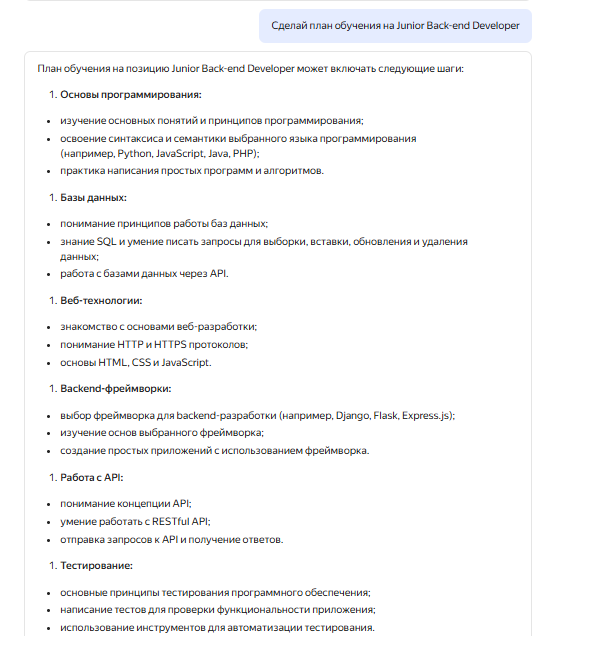 Сделай план обучения на Junior Back-end Developer
План обучения на позицию Junior Back-end Developer может включать следующие шаги:
1. Основы программирования:
• изучение основных понятий и принципов программирования;
• освоение синтаксиса и семантики выбранного языка программирования
(например, Python, JavaScript, Java, PHP);
• практика написания простых программ и алгоритмов.
1. Базы данных:
• понимание принципов работы баз данных;
• знание SQL и умение писать запросы для выборки, вставки, обновления и удаления
данных;
• работа с базами данных через API.
1. Веб-технологии:
• знакомство с основами веб-разработки;
• понимание HTTP и HTTPS протоколов;
• основы HTML, CSS и JavaScript.
1. Backend-фреймворки:
• выбор фреймворка для backend-разработки (например, Django, Flask, Express.js);
• изучение основ выбранного фреймворка;
• создание простых приложений с использованием фреймворка.
1. Работа с API:
• понимание концепции API;
• умение работать с RESTful API;
• отправка запросов к API и получение ответов.
1. Тестирование:
• основные принципы тестирования программного обеспечения;
• написание тестов для проверки функциональности приложения;
• использование инструментов для автоматизации тестирования.